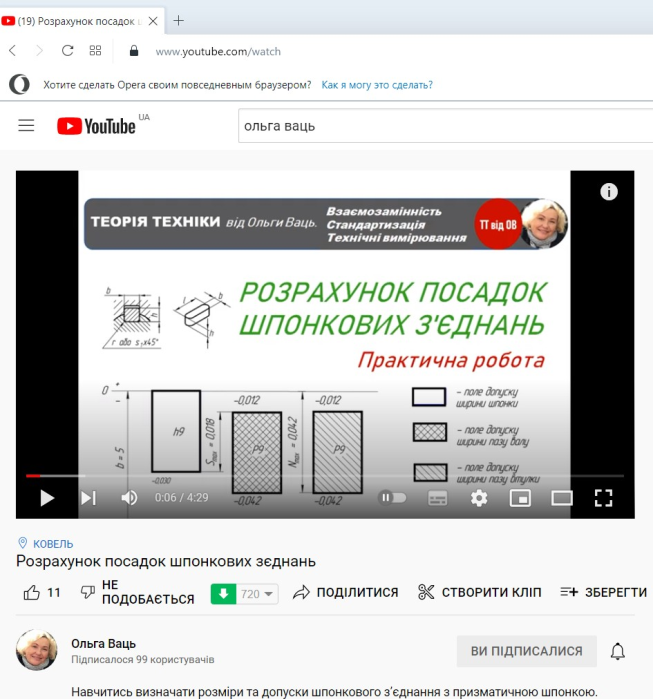 (19) Розрахунок посадок
www.youtube.com/watch
Хотите сделать Opera своим повседневным браузером? Как я могу это сделать?
YouTube UA
ольга ваць
ТЕОРІЯ ТЕХНІКИ від Ольги Ваць.
Взаємозамінність
Стандартизація
Технічні вимірювання
ТТ від ОВ
РОЗРАХУНОК ПОСАДОК
ШПОНКОВИХ З'ЄДНАНЬ
Практична робота
b
h
r або s₁x45°
l
b
h
0
+
−
b = 5
h9
-0,030
Smax = 0,018
-0,012
P9
-0,042
Nmax = 0,042
-0,012
P9
-0,042
- поле допуску
ширини шпонки
- поле допуску
ширини пазу валу
- поле допуску
ширини пазу втулки
0:06 / 4:29
КОВЕЛЬ
Розрахунок посадок шпонкових зєднань
11
НЕ
ПОДОБАЄТЬСЯ
720
ПОДІЛИТИСЯ
СТВОРИТИ КЛІП
ЗБЕРЕГТИ
Ольга Ваць
Підписалося 99 користувачів
ВИ ПІДПИСАЛИСЯ
Навчитись визначати розміри та допуски шпонкового з'єднання з призматичною шпонкою.